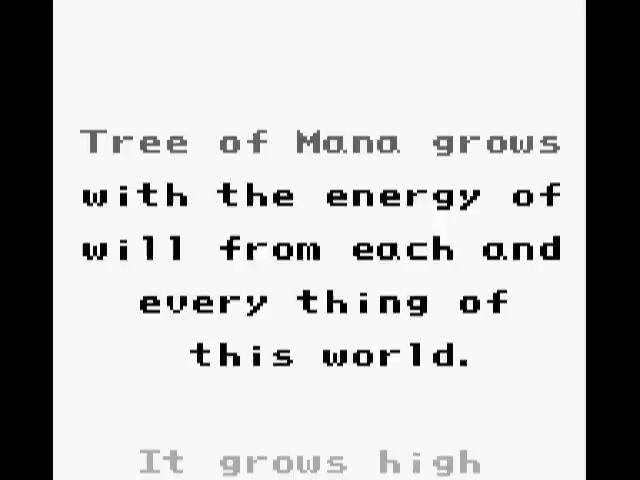 Tree of Mana grows
with the energy of
will from each and
every thing of
this world.
It grows high